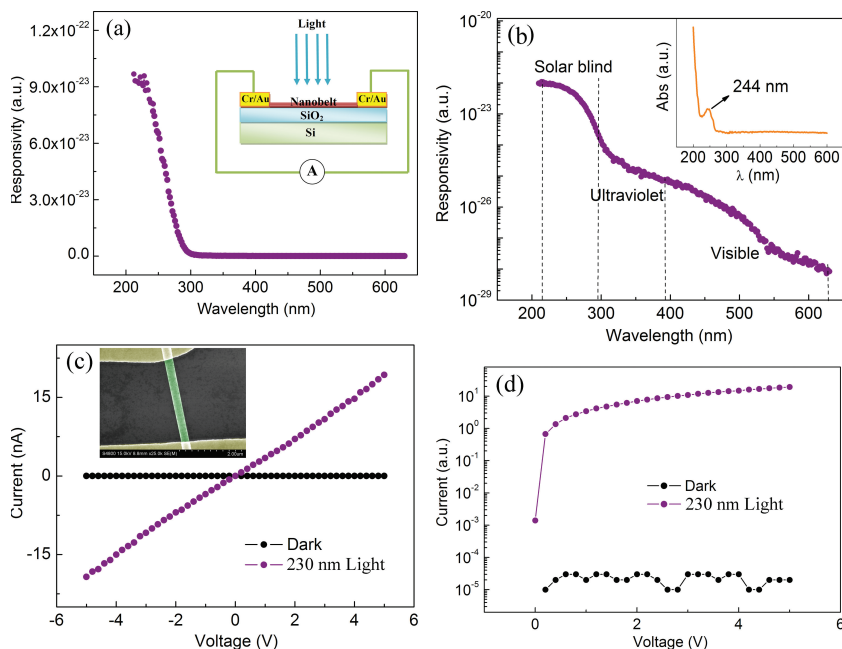 (a)
1.2x10⁻²²
9.0x10⁻²³
6.0x10⁻²³
3.0x10⁻²³
0.0
Responsivity (a.u.)
200 300 400 500 600
Wavelength (nm)
Light
Cr/Au
Nanobelt
Cr/Au
SiO₂
Si
A
(b)
10⁻²⁰
10⁻²³
10⁻²⁶
10⁻²⁹
Responsivity (a.u.)
200 300 400 500 600
Wavelength (nm)
Solar blind
Ultraviolet
Visible
Abs (a.u.)
244 nm
200 300 400 500 600
λ (nm)
(c)
15
0
-15
Current (nA)
-6 -4 -2 0 2 4 6
Voltage (V)
Dark
230 nm Light
2.00um
(d)
10¹
10⁰
10⁻¹
10⁻²
10⁻³
10⁻⁴
10⁻⁵
Current (a.u.)
0 2 4 6
Voltage (V)
Dark
230 nm Light